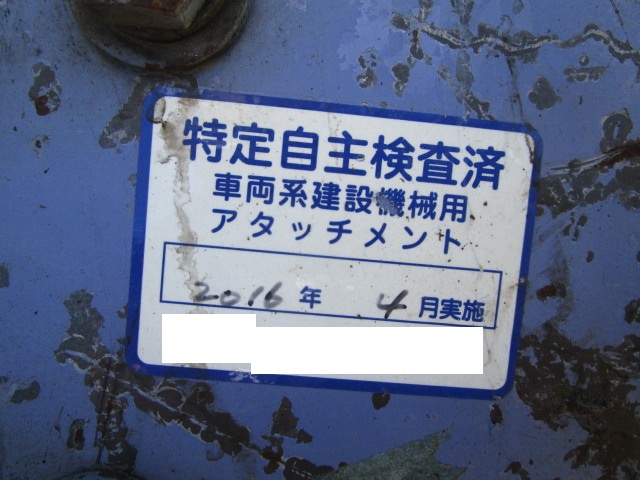 特定自主検査済
車両系建設機械用
アタッチメント
2016年 4月実施